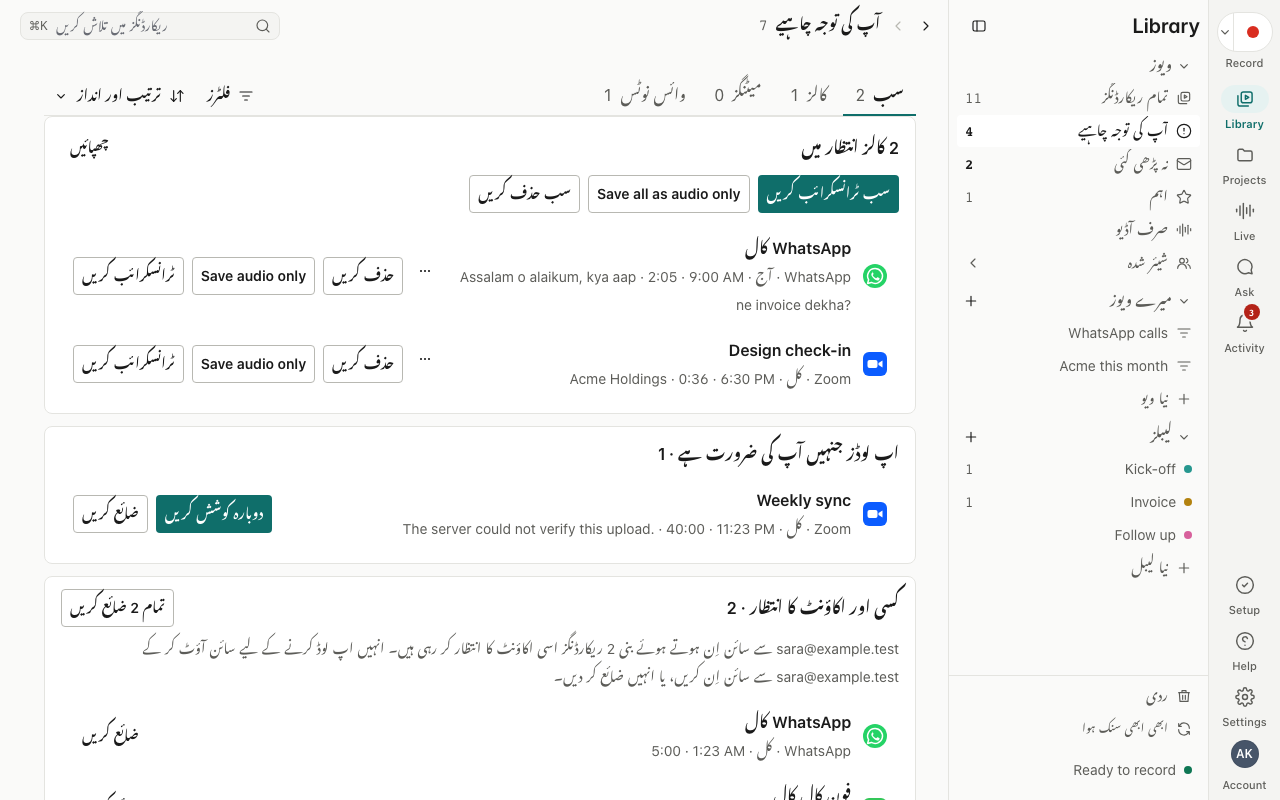 Record
Library
Projects
Live
Ask
3
Activity
Setup
Help
Settings
AK
Account
Library
ویوز
تمام ریکارڈنگز 11
آپ کی توجہ چاہیے 4
نہ پڑھی گئی 2
اہم 1
صرف آڈیو
شیئر شدہ
میرے ویوز
WhatsApp calls
Acme this month
نیا ویو
لیبلز
Kick-off 1
Invoice 1
Follow up
نیا لیبل
ردی
ابھی ابھی سنک ہوا
Ready to record
آپ کی توجہ چاہیے 7
ریکارڈنگز میں تلاش کریں ⌘K
سب 2 کالز 1 میٹنگز 0 وائس نوٹس 1
فلٹرز ترتیب اور انداز
2 کالز انتظار میں چھپائیں
سب ٹرانسکرائب کریں Save all as audio only سب حذف کریں
WhatsApp کال
WhatsApp · آج · 9:00 AM · 2:05 · Assalam o alaikum, kya aap
ne invoice dekha?
… حذف کریں Save audio only ٹرانسکرائب کریں
Design check-in
Zoom · کل · 6:30 PM · 0:36 · Acme Holdings
… حذف کریں Save audio only ٹرانسکرائب کریں
اپ لوڈز جنہیں آپ کی ضرورت ہے · 1
Weekly sync
Zoom · کل · 11:23 PM · 40:00 · The server could not verify this upload.
دوبارہ کوشش کریں ضائع کریں
کسی اور اکاؤنٹ کا انتظار · 2 تمام 2 ضائع کریں
sara@example.test سے سائن اِن ہوتے ہوئے بنی 2 ریکارڈنگز اسی اکاؤنٹ کا انتظار کر رہی ہیں۔ انہیں اپ لوڈ کرنے کے لیے سائن آؤٹ کر کے
sara@example.test سے سائن اِن کریں، یا انہیں ضائع کر دیں۔
WhatsApp کال
WhatsApp · کل · 1:23 AM · 5:00
ضائع کریں
فون کال کال